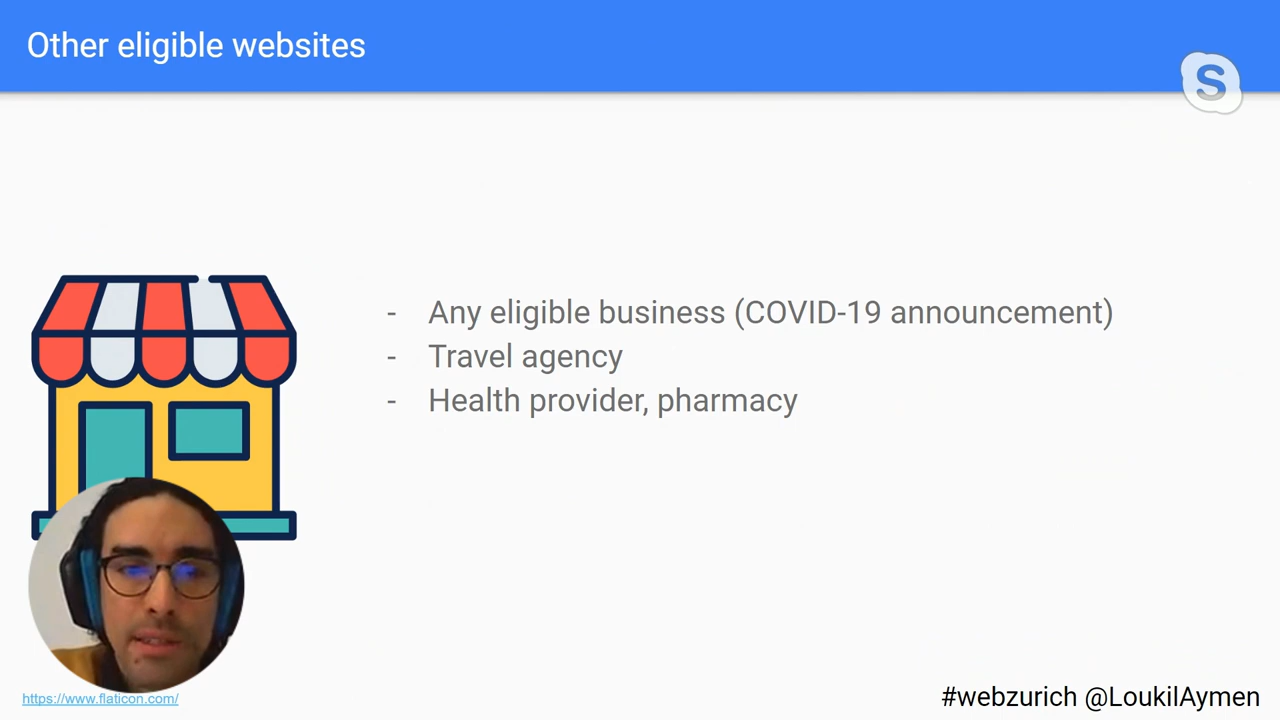 Other eligible websites
S
- Any eligible business (COVID-19 announcement)
- Travel agency
- Health provider, pharmacy
https://www.flaticon.com/
#webzurich @LoukilAymen